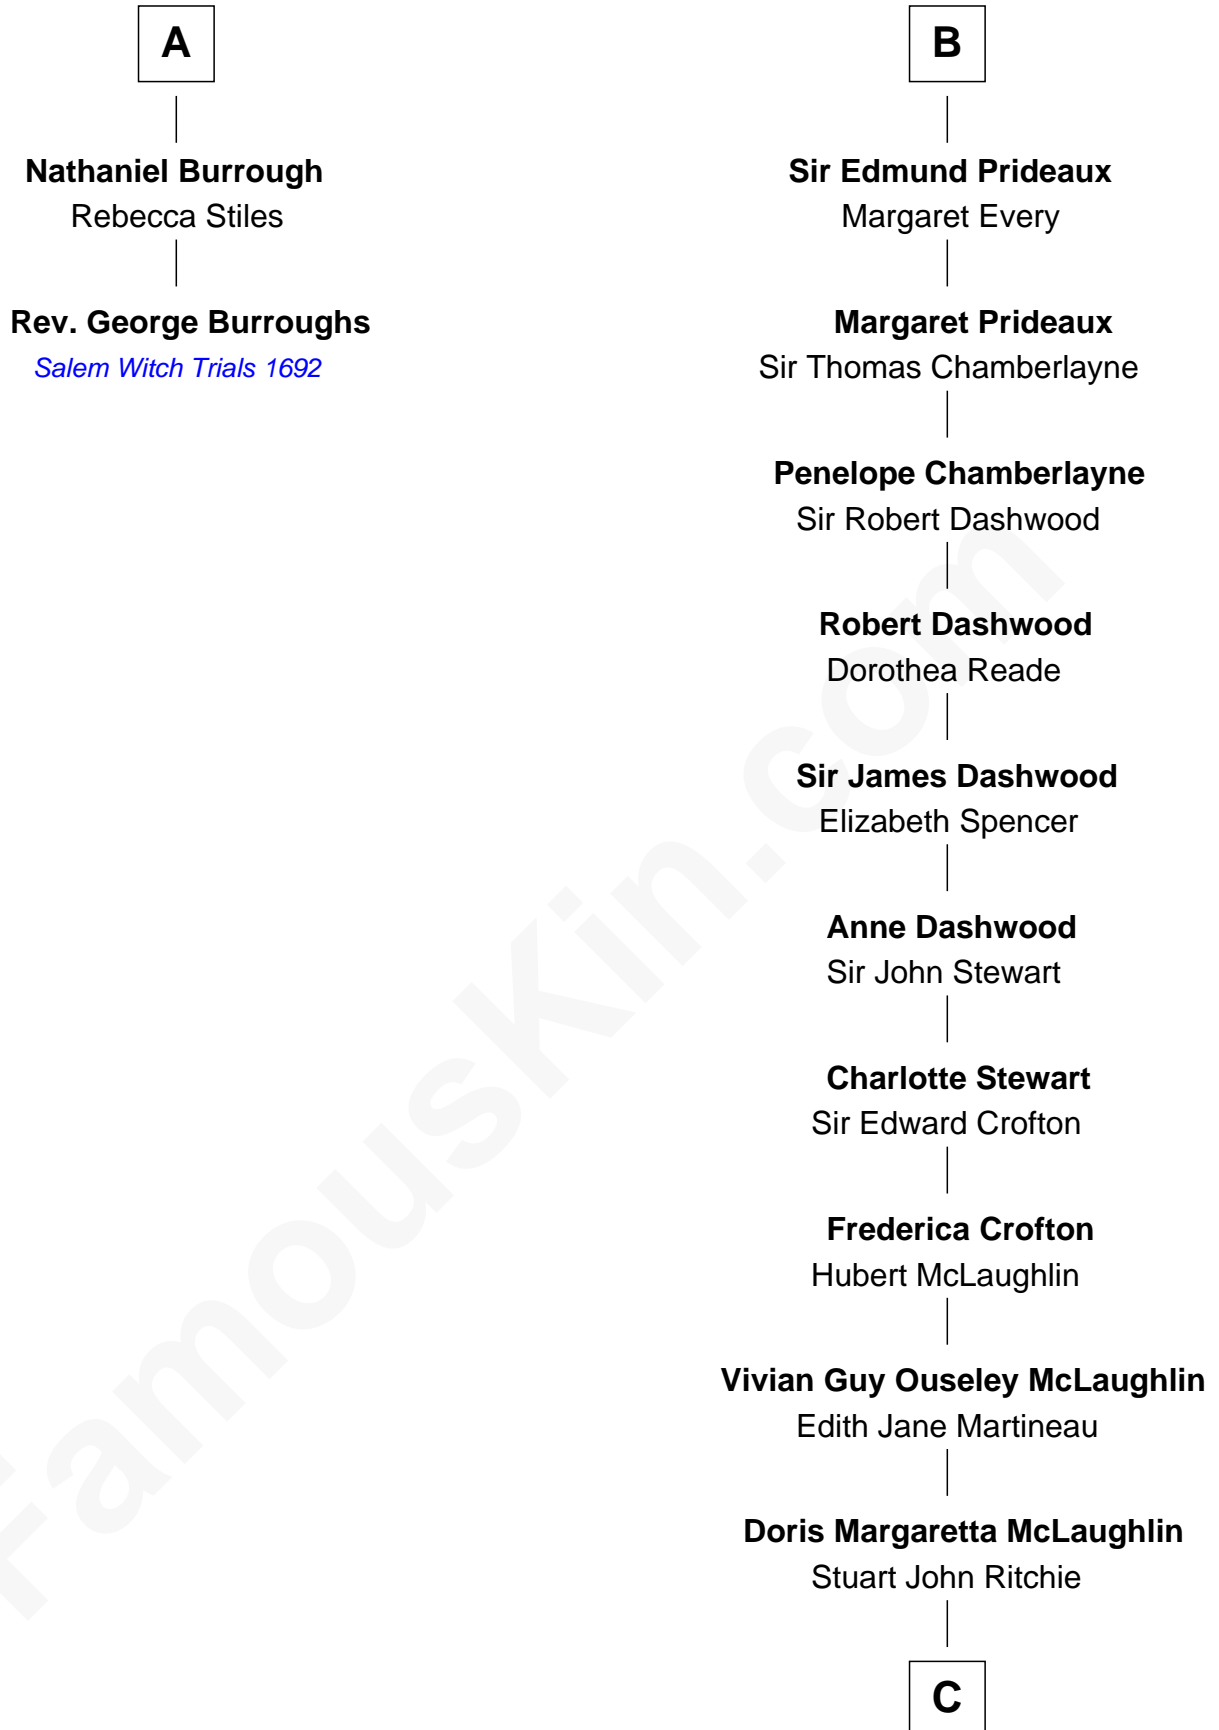 A
Nathaniel Burrough
Rebecca Stiles
Rev. George Burroughs
Salem Witch Trials 1692
B
Sir Edmund Prideaux
Margaret Every
Margaret Prideaux
Sir Thomas Chamberlayne
Penelope Chamberlayne
Sir Robert Dashwood
Robert Dashwood
Dorothea Reade
Sir James Dashwood
Elizabeth Spencer
Anne Dashwood
Sir John Stewart
Charlotte Stewart
Sir Edward Crofton
Frederica Crofton
Hubert McLaughlin
Vivian Guy Ouseley McLaughlin
Edith Jane Martineau
Doris Margaretta McLaughlin
Stuart John Ritchie
C
FamousKin.com